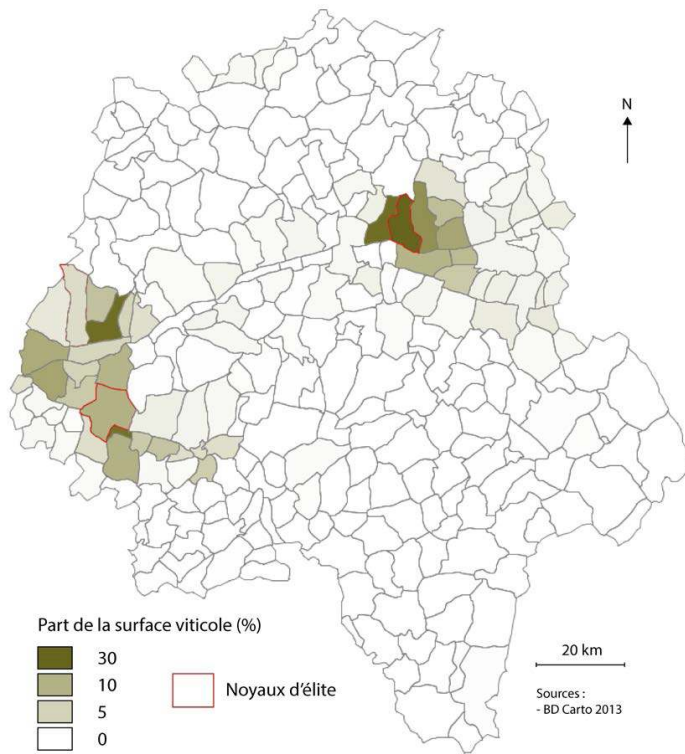 N
Part de la surface viticole (%)
30
10
5
0
Noyaux d'élite
20 km
Sources :
- BD Carto 2013